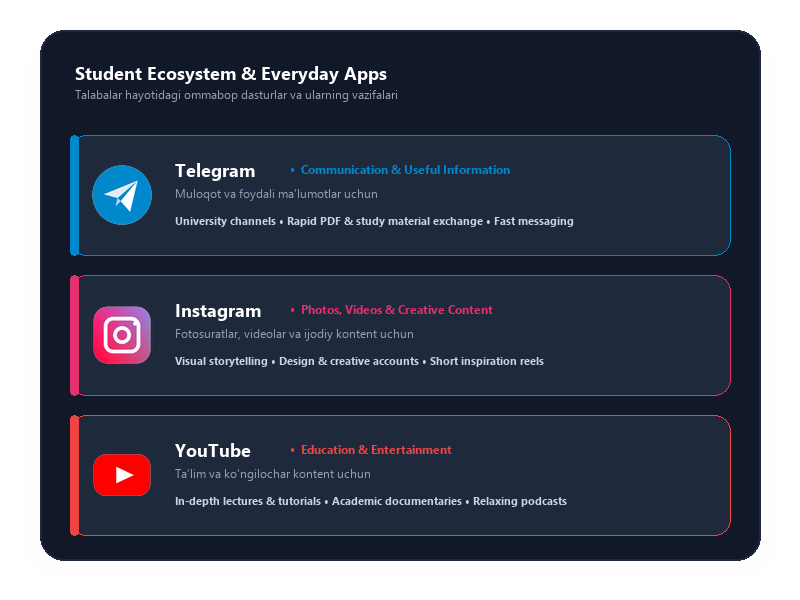 Student Ecosystem & Everyday Apps
Talabalar hayotidagi ommabop dasturlar va ularning vazifalari
Telegram • Communication & Useful Information
Muloqot va foydali ma'lumotlar uchun
University channels • Rapid PDF & study material exchange • Fast messaging
Instagram • Photos, Videos & Creative Content
Fotosuratlar, videolar va ijodiy kontent uchun
Visual storytelling • Design & creative accounts • Short inspiration reels
YouTube • Education & Entertainment
Ta'lim va ko'ngilochar kontent uchun
In-depth lectures & tutorials • Academic documentaries • Relaxing podcasts